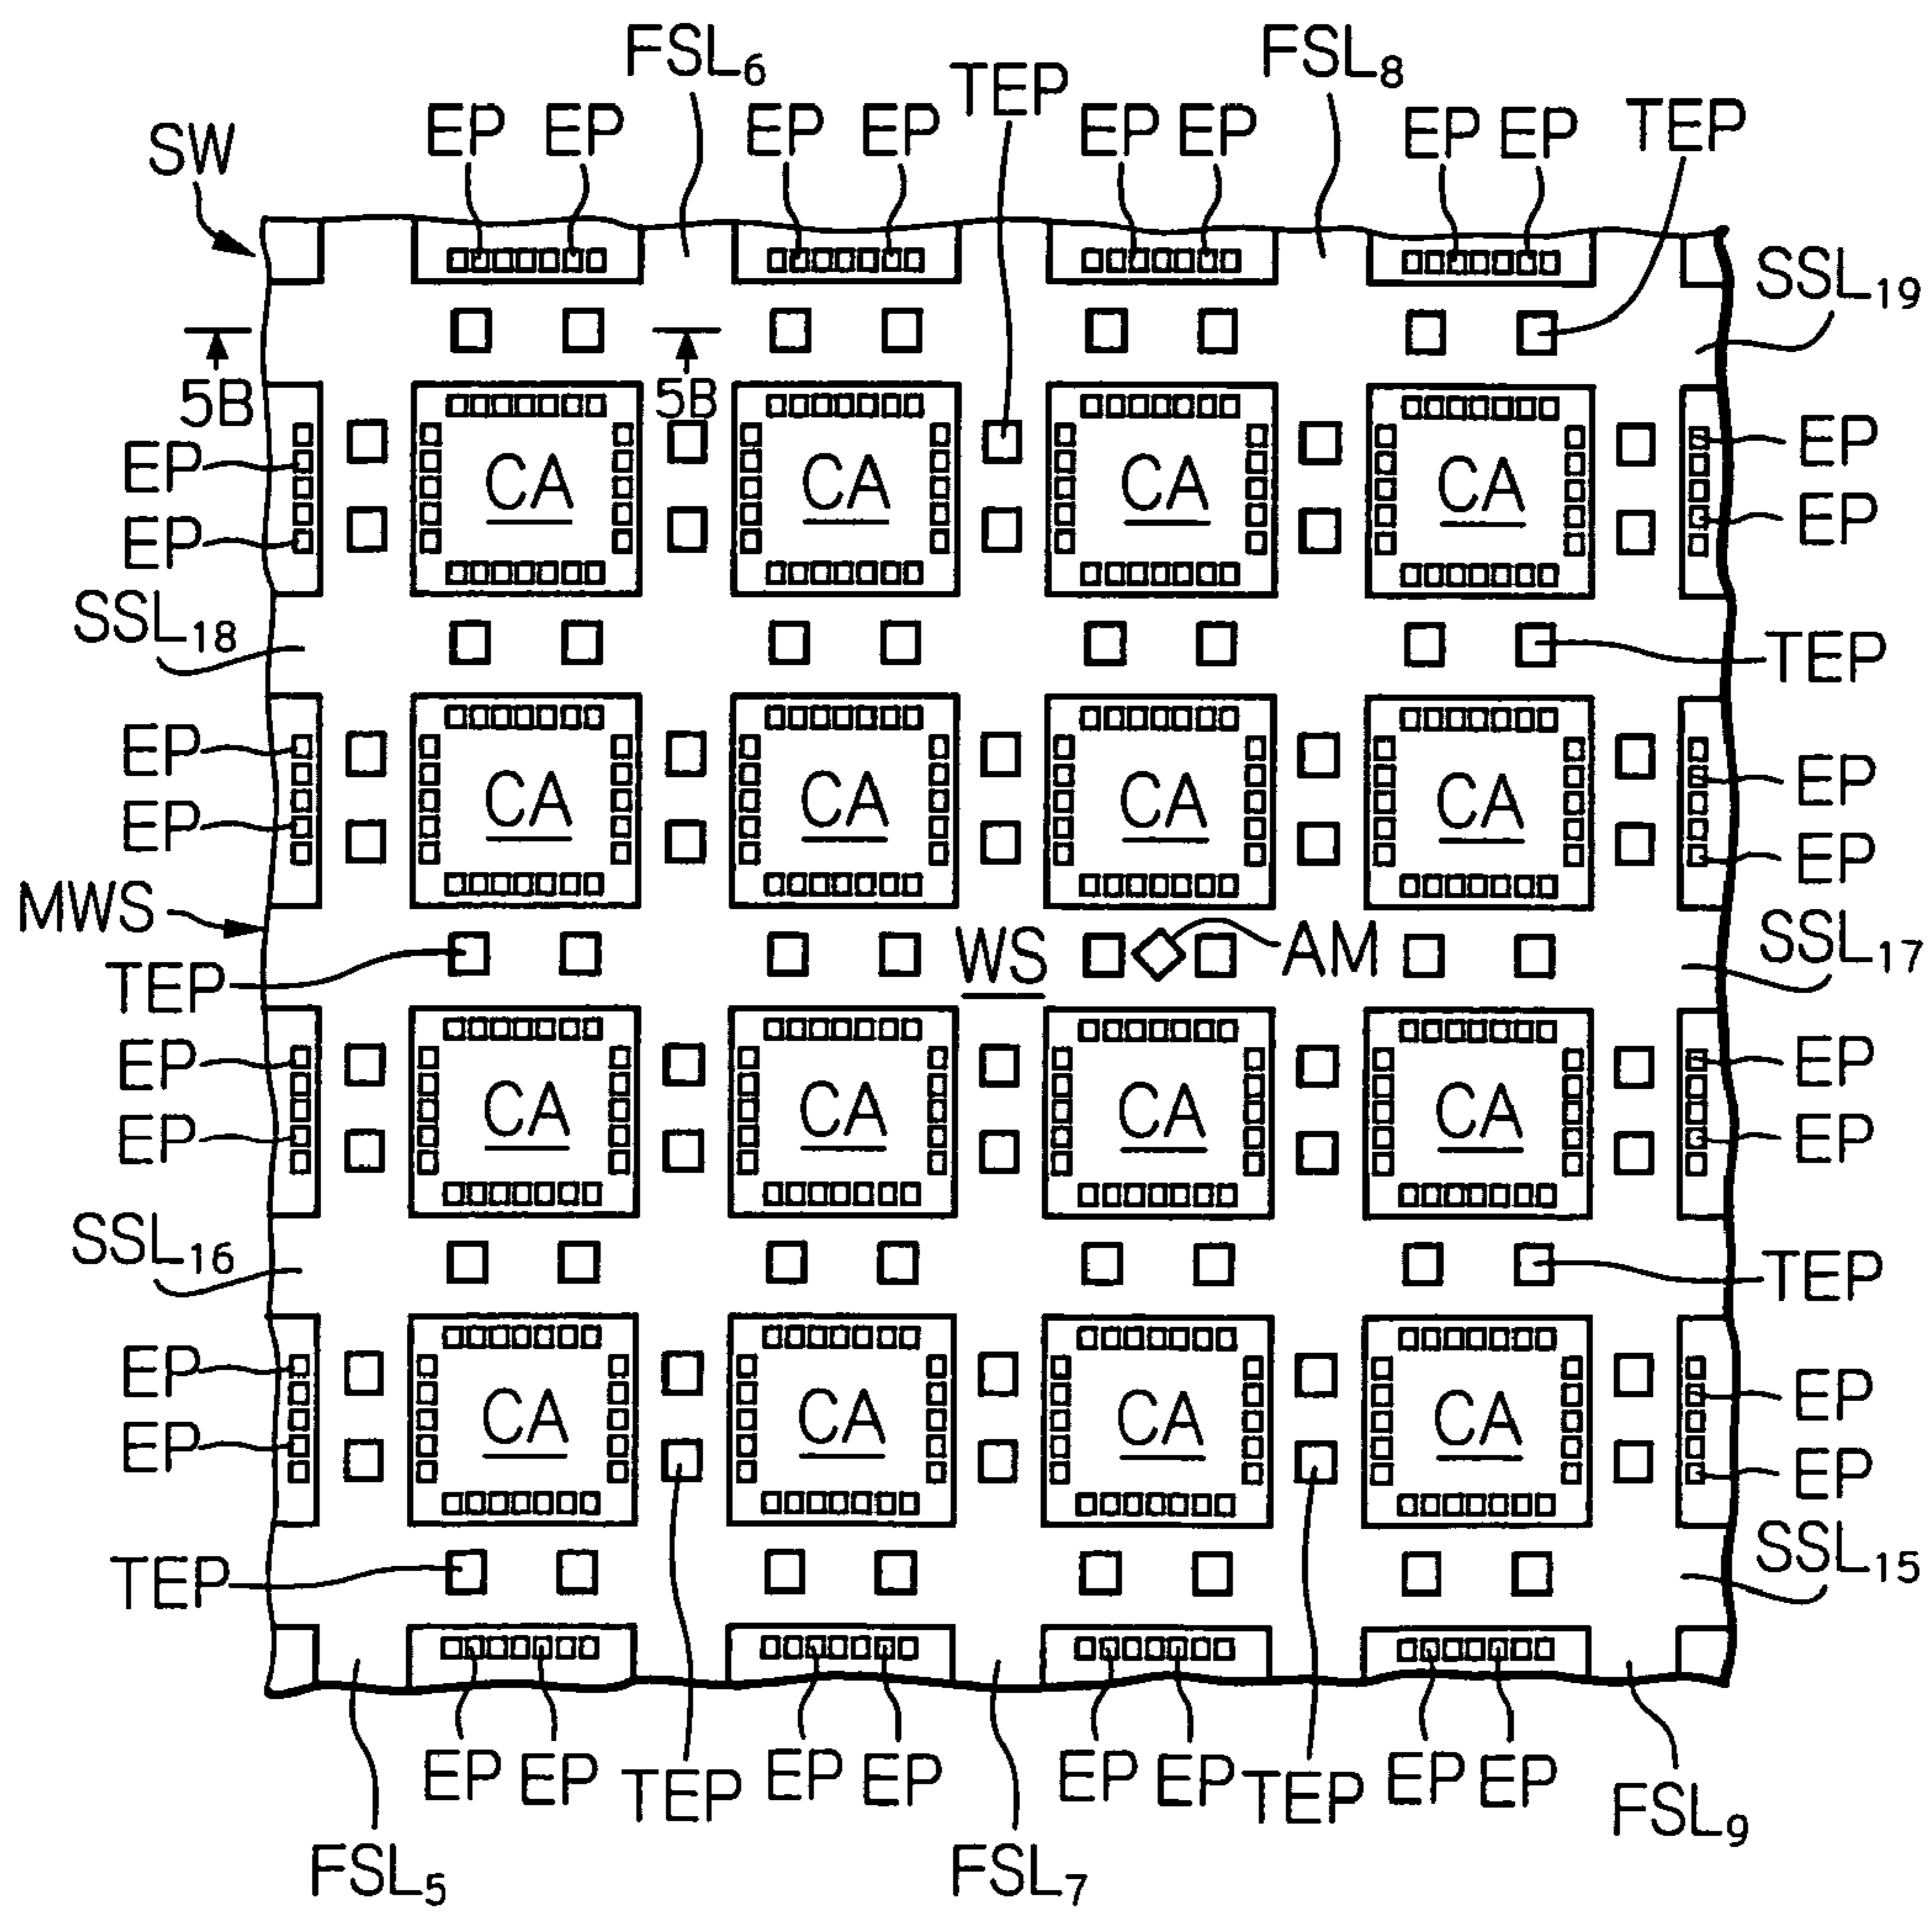 FSL6 FSL8
TEP
EP EP EP EP EP EP EP EP TEP
SW
SSL19
5B 5B
EP CA CA CA CA EP
EP EP
SSL18 TEP
EP CA CA CA CA EP
EP EP
MWS WS AM SSL17
TEP
EP CA CA CA CA EP
EP EP
SSL16 TEP
EP CA CA CA CA EP
EP EP
TEP SSL15
EP EP TEP EP EP EP EP TEP EP EP FSL9
FSL5 FSL7